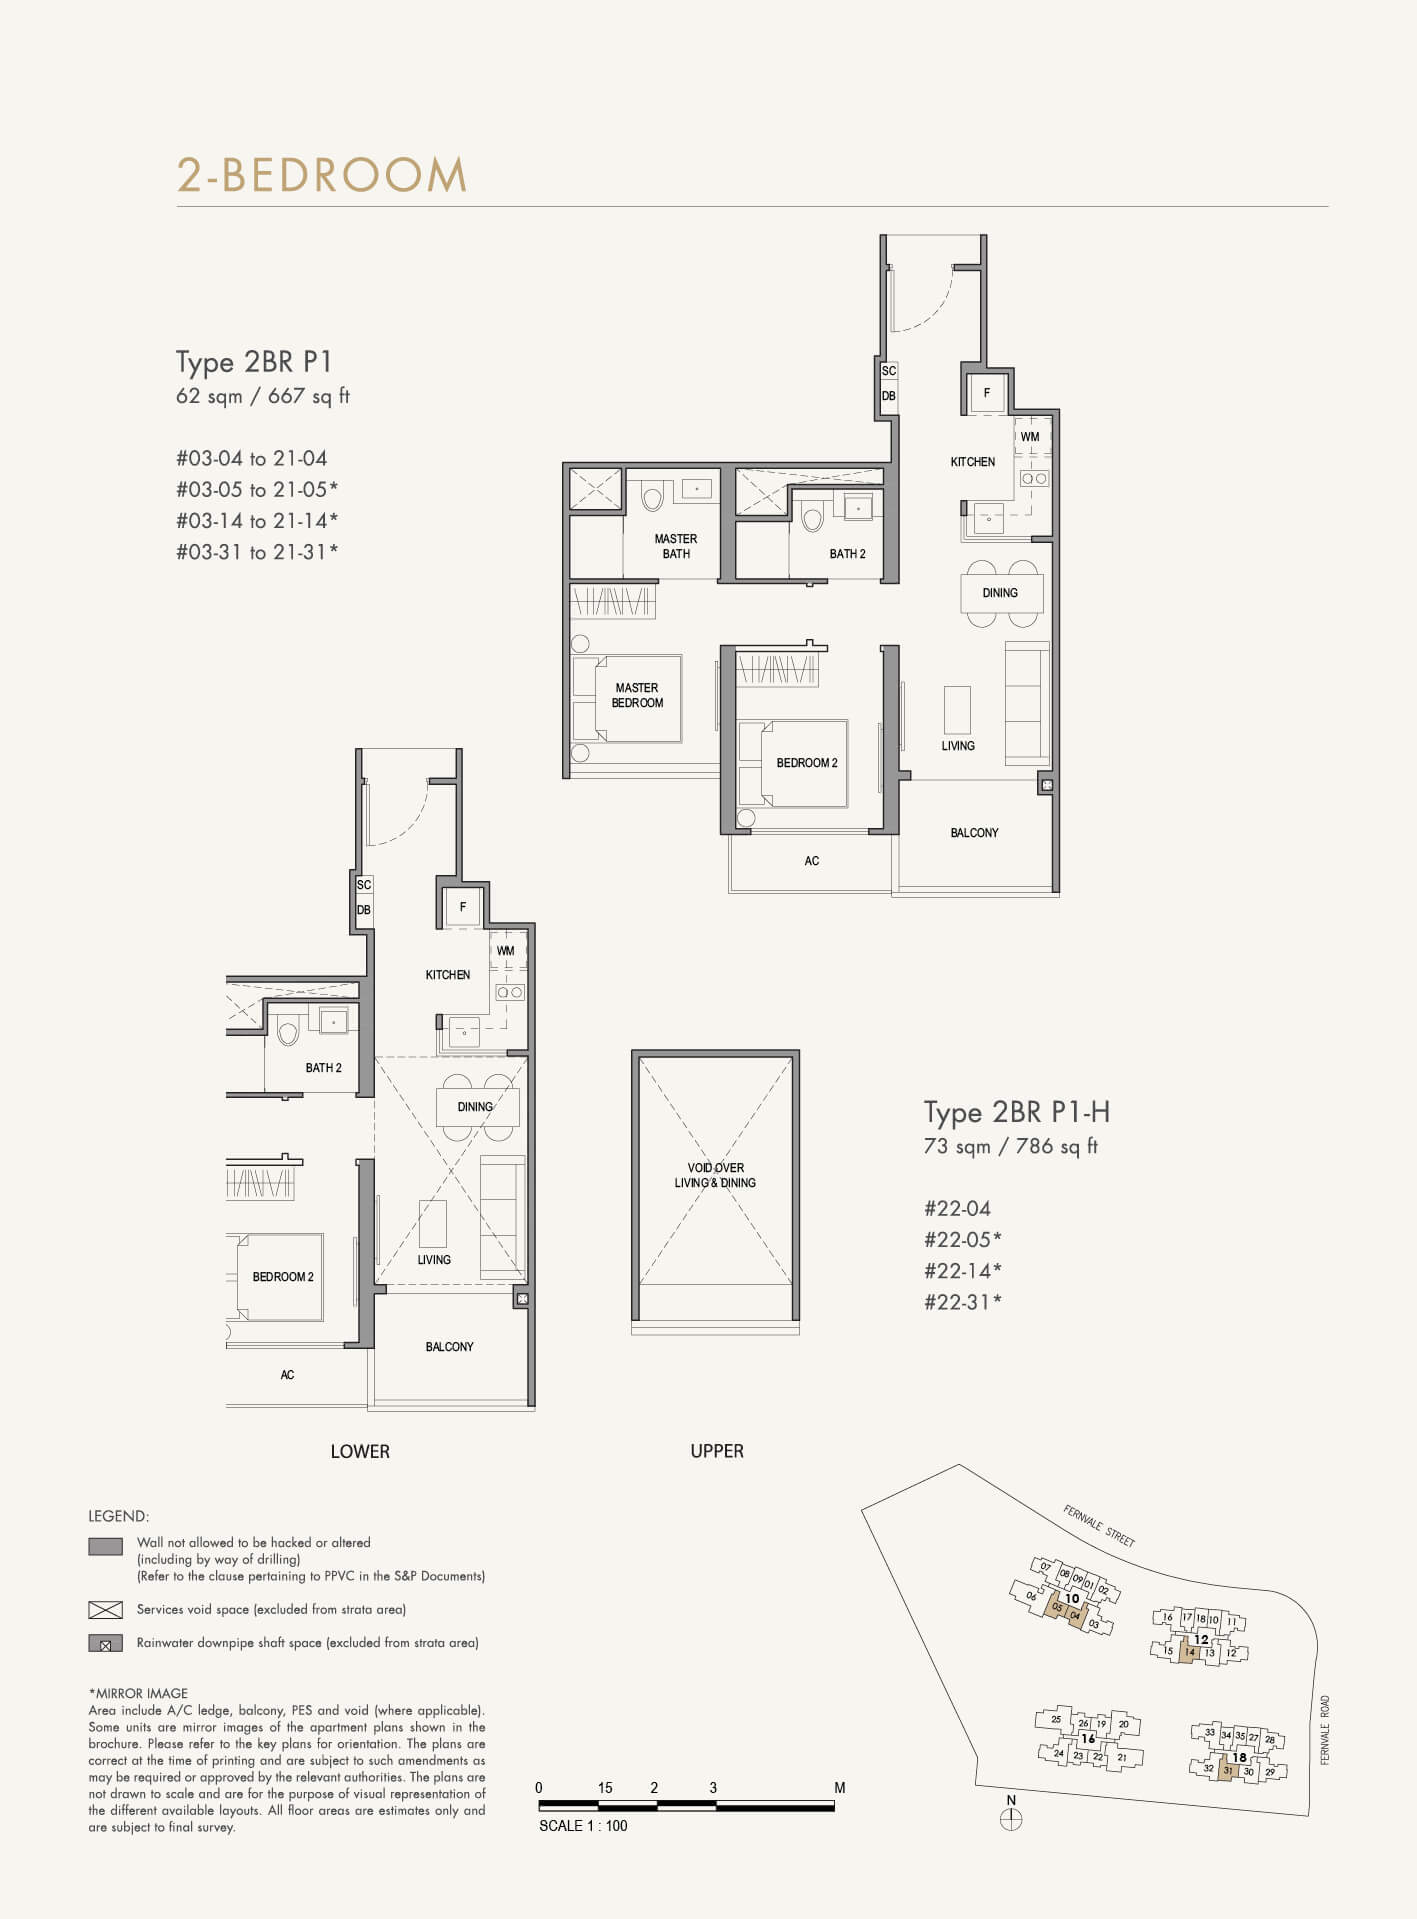 2-BEDROOM
Type 2BR P1
62 sqm / 667 sq ft
#03-04 to 21-04
#03-05 to 21-05*
#03-14 to 21-14*
#03-31 to 21-31*
SC
DB
F
WM
KITCHEN
MASTER
BATH
BATH 2
DINING
MASTER
BEDROOM
LIVING
BEDROOM 2
BALCONY
AC
SC
DB
F
WM
KITCHEN
BATH 2
DINING
LIVING
BEDROOM 2
BALCONY
AC
VOID OVER
LIVING & DINING
Type 2BR P1-H
73 sqm / 786 sq ft
#22-04
#22-05*
#22-14*
#22-31*
LOWER
UPPER
LEGEND:
Wall not allowed to be hacked or altered
(including by way of drilling)
(Refer to the clause pertaining to PPVC in the S&P Documents)
Services void space (excluded from strata area)
Rainwater downpipe shaft space (excluded from strata area)
*MIRROR IMAGE
Area include A/C ledge, balcony, PES and void (where applicable).
Some units are mirror images of the apartment plans shown in the
brochure. Please refer to the key plans for orientation. The plans are
correct at the time of printing and are subject to such amendments as
may be required or approved by the relevant authorities. The plans are
not drawn to scale and are for the purpose of visual representation of
the different available layouts. All floor areas are estimates only and
are subject to final survey.
0 15 2 3 M
SCALE 1 : 100
FERNVALE STREET
FERNVALE ROAD
07 08 09 01 02
06 10
05 04 03
16 17 18 10 11
12
15 14 13 12
25 26 19 20
16
24 23 22 21
33 34 35 27 28
18
32 31 30 29
N